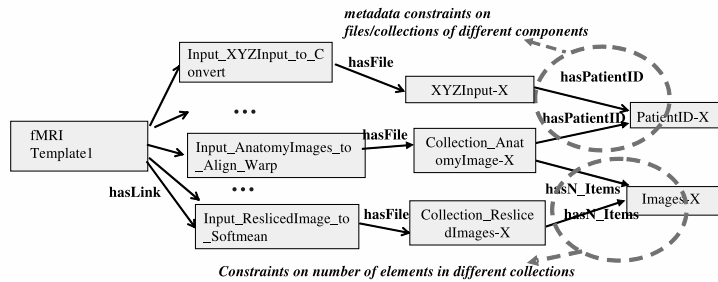 metadata constraints on
files/collections of different components
Input_XYZInput_to_C
onvert
hasFile
XYZInput-X
hasPatientID
hasPatientID
PatientID-X
...
fMRI
Template1
Input_AnatomyImages_to
_Align_Warp
hasFile
Collection_Anat
omyImage-X
hasLink
...
hasN_Items
Images-X
Input_ReslicedImage_to
_Softmean
hasFile
Collection_Reslice
dImages-X
hasN_Items
Constraints on number of elements in different collections